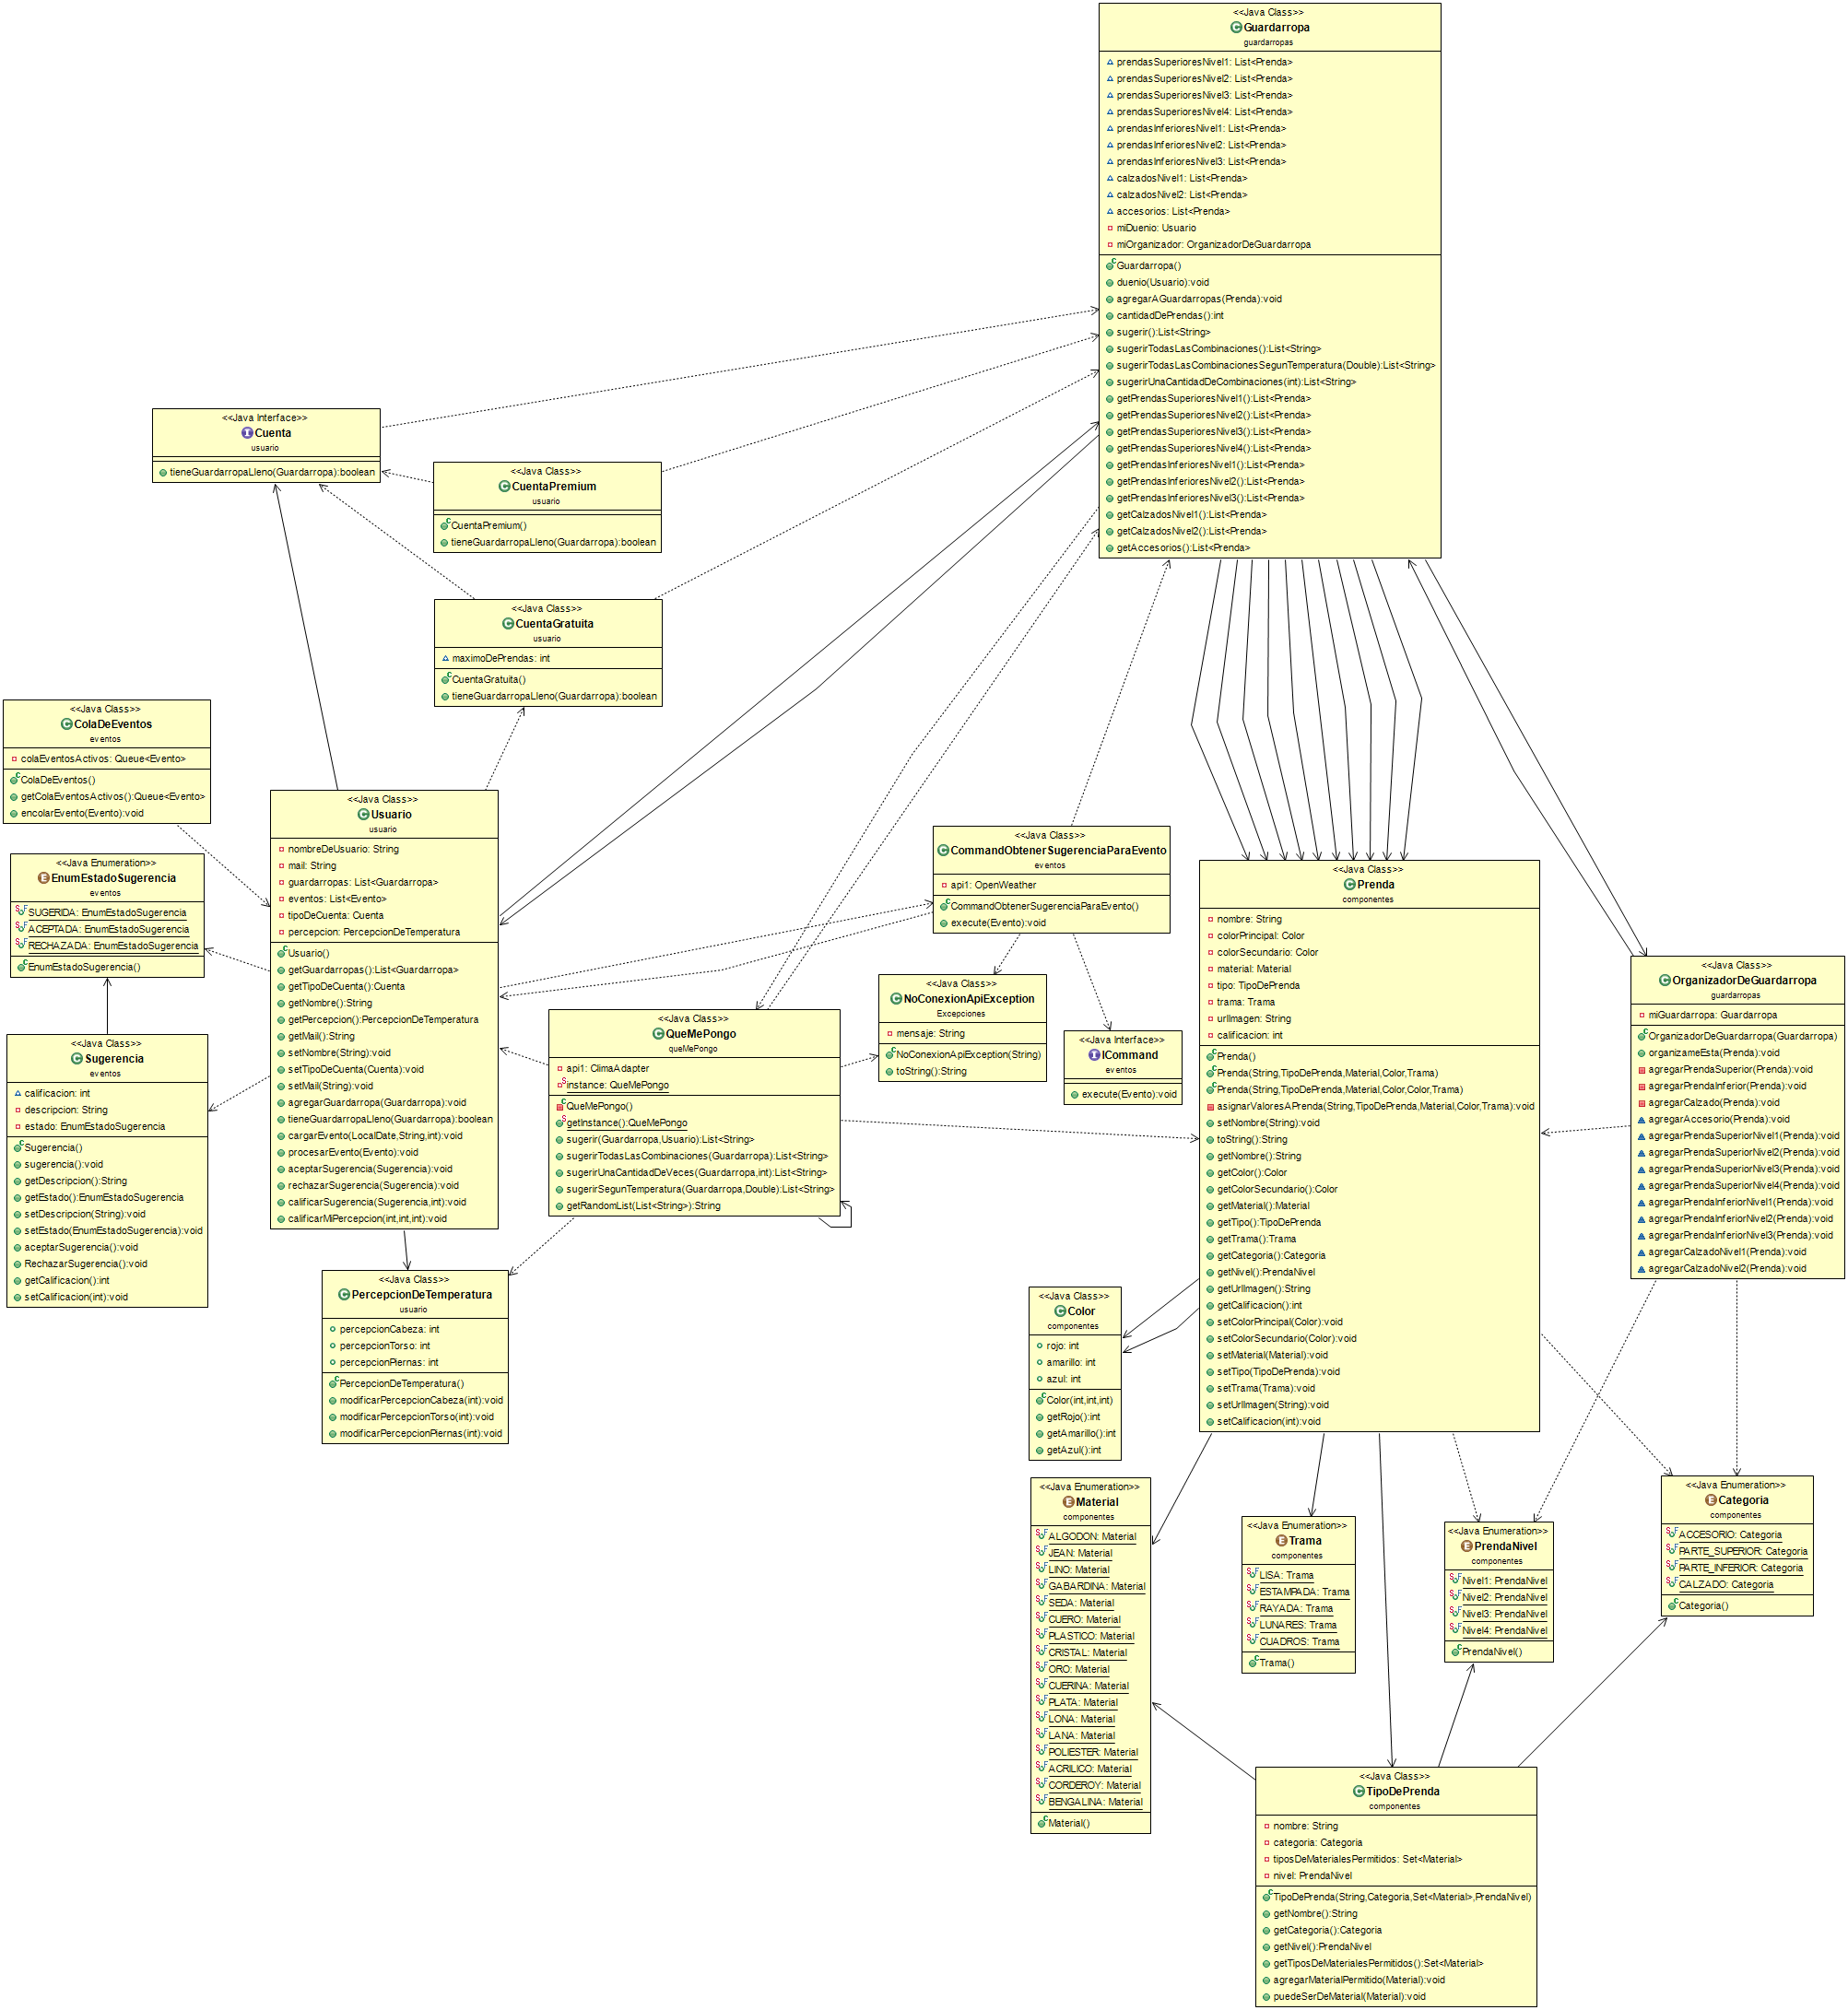 <<Java Class>>
Guardarropa
guardarropas
prendasSuperioresNivel1: List<Prenda>
prendasSuperioresNivel2: List<Prenda>
prendasSuperioresNivel3: List<Prenda>
prendasSuperioresNivel4: List<Prenda>
prendasInferioresNivel1: List<Prenda>
prendasInferioresNivel2: List<Prenda>
prendasInferioresNivel3: List<Prenda>
calzadosNivel1: List<Prenda>
calzadosNivel2: List<Prenda>
accesorios: List<Prenda>
miDuenio: Usuario
miOrganizador: OrganizadorDeGuardarropa
Guardarropa()
duenio(Usuario):void
agregarAGuardarropas(Prenda):void
cantidadDePrendas():int
sugerir():List<String>
sugerirTodasLasCombinaciones():List<String>
sugerirTodasLasCombinacionesSegunTemperatura(Double):List<String>
sugerirUnaCantidadDeCombinaciones(int):List<String>
getPrendasSuperioresNivel1():List<Prenda>
getPrendasSuperioresNivel2():List<Prenda>
getPrendasSuperioresNivel3():List<Prenda>
getPrendasSuperioresNivel4():List<Prenda>
getPrendasInferioresNivel1():List<Prenda>
getPrendasInferioresNivel2():List<Prenda>
getPrendasInferioresNivel3():List<Prenda>
getCalzadosNivel1():List<Prenda>
getCalzadosNivel2():List<Prenda>
getAccesorios():List<Prenda>
<<Java Interface>>
Cuenta
usuario
tieneGuardarropaLleno(Guardarropa):boolean
<<Java Class>>
CuentaPremium
usuario
CuentaPremium()
tieneGuardarropaLleno(Guardarropa):boolean
<<Java Class>>
CuentaGratuita
usuario
maximoDePrendas: int
CuentaGratuita()
tieneGuardarropaLleno(Guardarropa):boolean
<<Java Class>>
ColaDeEventos
eventos
colaEventosActivos: Queue<Evento>
ColaDeEventos()
getColaEventosActivos():Queue<Evento>
encolarEvento(Evento):void
<<Java Class>>
Usuario
usuario
nombreDeUsuario: String
mail: String
guardarropas: List<Guardarropa>
eventos: List<Evento>
tipoDeCuenta: Cuenta
percepcion: PercepcionDeTemperatura
Usuario()
getGuardarropas():List<Guardarropa>
getTipoDeCuenta():Cuenta
getNombre():String
getPercepcion():PercepcionDeTemperatura
getMail():String
setNombre(String):void
setTipoDeCuenta(Cuenta):void
setMail(String):void
agregarGuardarropa(Guardarropa):void
tieneGuardarropaLleno(Guardarropa):boolean
cargarEvento(LocalDate,String,int):void
procesarEvento(Evento):void
aceptarSugerencia(Sugerencia):void
rechazarSugerencia(Sugerencia):void
calificarSugerencia(Sugerencia,int):void
calificarMiPercepcion(int,int,int):void
<<Java Enumeration>>
EnumEstadoSugerencia
eventos
SUGERIDA: EnumEstadoSugerencia
ACEPTADA: EnumEstadoSugerencia
RECHAZADA: EnumEstadoSugerencia
EnumEstadoSugerencia()
<<Java Class>>
Sugerencia
eventos
calificacion: int
descripcion: String
estado: EnumEstadoSugerencia
Sugerencia()
sugerencia():void
getDescripcion():String
getEstado():EnumEstadoSugerencia
setDescripcion(String):void
setEstado(EnumEstadoSugerencia):void
aceptarSugerencia():void
RechazarSugerencia():void
getCalificacion():int
setCalificacion(int):void
<<Java Class>>
CommandObtenerSugerenciaParaEvento
eventos
api1: OpenWeather
CommandObtenerSugerenciaParaEvento()
execute(Evento):void
<<Java Class>>
NoConexionApiException
Excepciones
mensaje: String
NoConexionApiException(String)
toString():String
<<Java Interface>>
ICommand
eventos
execute(Evento):void
<<Java Class>>
QueMePongo
queMePongo
api1: ClimaAdapter
instance: QueMePongo
QueMePongo()
getInstance():QueMePongo
sugerir(Guardarropa,Usuario):List<String>
sugerirTodasLasCombinaciones(Guardarropa):List<String>
sugerirUnaCantidadDeVeces(Guardarropa,int):List<String>
sugerirSegunTemperatura(Guardarropa,Double):List<String>
getRandomList(List<String>):String
<<Java Class>>
PercepcionDeTemperatura
usuario
percepcionCabeza: int
percepcionTorso: int
percepcionPiernas: int
PercepcionDeTemperatura()
modificarPercepcionCabeza(int):void
modificarPercepcionTorso(int):void
modificarPercepcionPiernas(int):void
<<Java Class>>
Prenda
componentes
nombre: String
colorPrincipal: Color
colorSecundario: Color
material: Material
tipo: TipoDePrenda
trama: Trama
urlImagen: String
calificacion: int
Prenda()
Prenda(String,TipoDePrenda,Material,Color,Trama)
Prenda(String,TipoDePrenda,Material,Color,Color,Trama)
asignarValoresAPrenda(String,TipoDePrenda,Material,Color,Trama):void
setNombre(String):void
toString():String
getNombre():String
getColor():Color
getColorSecundario():Color
getMaterial():Material
getTipo():TipoDePrenda
getTrama():Trama
getCategoria():Categoria
getNivel():PrendaNivel
getUrlImagen():String
getCalificacion():int
setColorPrincipal(Color):void
setColorSecundario(Color):void
setMaterial(Material):void
setTipo(TipoDePrenda):void
setTrama(Trama):void
setUrlImagen(String):void
setCalificacion(int):void
<<Java Class>>
OrganizadorDeGuardarropa
guardarropas
miGuardarropa: Guardarropa
OrganizadorDeGuardarropa(Guardarropa)
organizameEsta(Prenda):void
agregarPrendaSuperior(Prenda):void
agregarPrendaInferior(Prenda):void
agregarCalzado(Prenda):void
agregarAccesorio(Prenda):void
agregarPrendaSuperiorNivel1(Prenda):void
agregarPrendaSuperiorNivel2(Prenda):void
agregarPrendaSuperiorNivel3(Prenda):void
agregarPrendaSuperiorNivel4(Prenda):void
agregarPrendaInferiorNivel1(Prenda):void
agregarPrendaInferiorNivel2(Prenda):void
agregarPrendaInferiorNivel3(Prenda):void
agregarCalzadoNivel1(Prenda):void
agregarCalzadoNivel2(Prenda):void
<<Java Class>>
Color
componentes
rojo: int
amarillo: int
azul: int
Color(int,int,int)
getRojo():int
getAmarillo():int
getAzul():int
<<Java Enumeration>>
Material
componentes
ALGODON: Material
JEAN: Material
LINO: Material
GABARDINA: Material
SEDA: Material
CUERO: Material
PLASTICO: Material
CRISTAL: Material
ORO: Material
CUERINA: Material
PLATA: Material
LONA: Material
LANA: Material
POLIESTER: Material
ACRILICO: Material
CORDEROY: Material
BENGALINA: Material
Material()
<<Java Enumeration>>
Trama
componentes
LISA: Trama
ESTAMPADA: Trama
RAYADA: Trama
LUNARES: Trama
CUADROS: Trama
Trama()
<<Java Enumeration>>
PrendaNivel
componentes
Nivel1: PrendaNivel
Nivel2: PrendaNivel
Nivel3: PrendaNivel
Nivel4: PrendaNivel
PrendaNivel()
<<Java Enumeration>>
Categoria
componentes
ACCESORIO: Categoria
PARTE_SUPERIOR: Categoria
PARTE_INFERIOR: Categoria
CALZADO: Categoria
Categoria()
<<Java Class>>
TipoDePrenda
componentes
nombre: String
categoria: Categoria
tiposDeMaterialesPermitidos: Set<Material>
nivel: PrendaNivel
TipoDePrenda(String,Categoria,Set<Material>,PrendaNivel)
getNombre():String
getCategoria():Categoria
getNivel():PrendaNivel
getTiposDeMaterialesPermitidos():Set<Material>
agregarMaterialPermitido(Material):void
puedeSerDeMaterial(Material):void